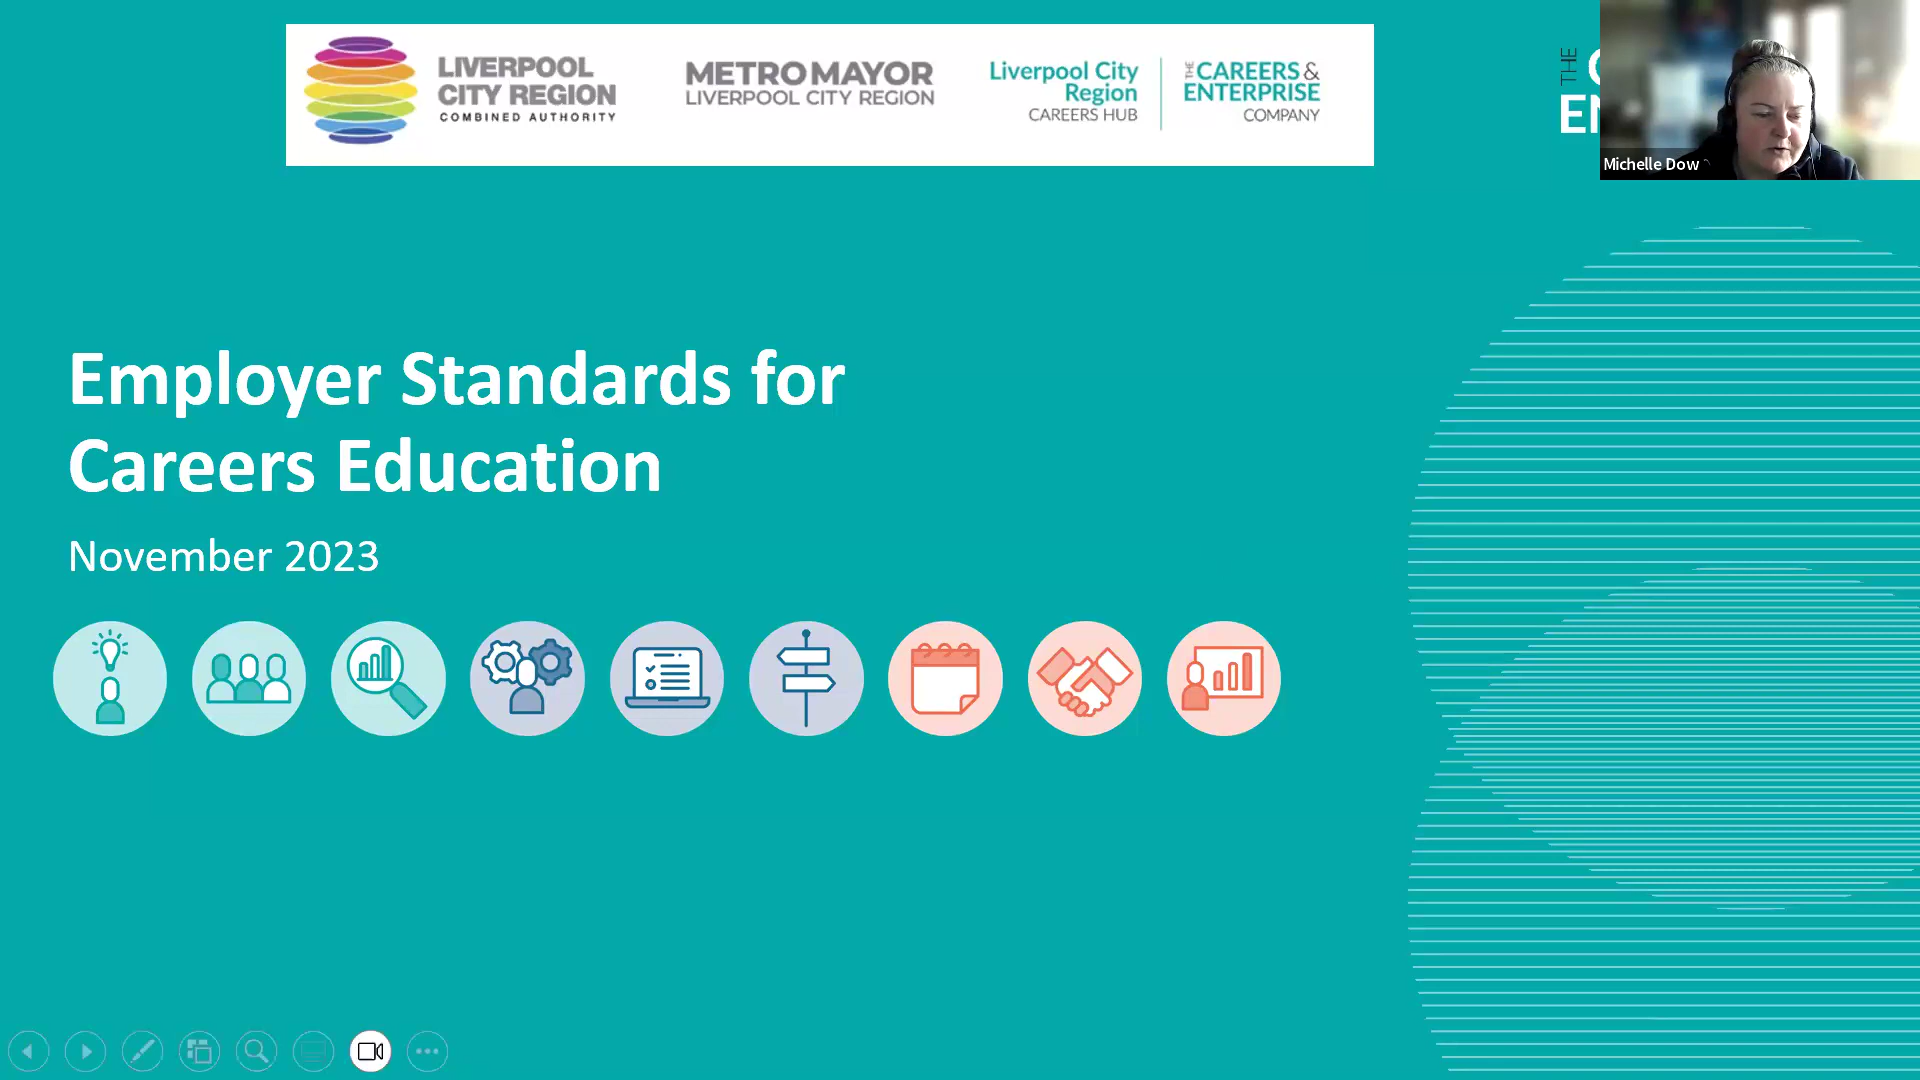 LIVERPOOL
CITY REGION
COMBINED AUTHORITY
METRO MAYOR
LIVERPOOL CITY REGION
Liverpool City
Region
CAREERS HUB
THE
CAREERS &
ENTERPRISE
COMPANY
THE
Michelle Dow
Employer Standards for
Careers Education
November 2023